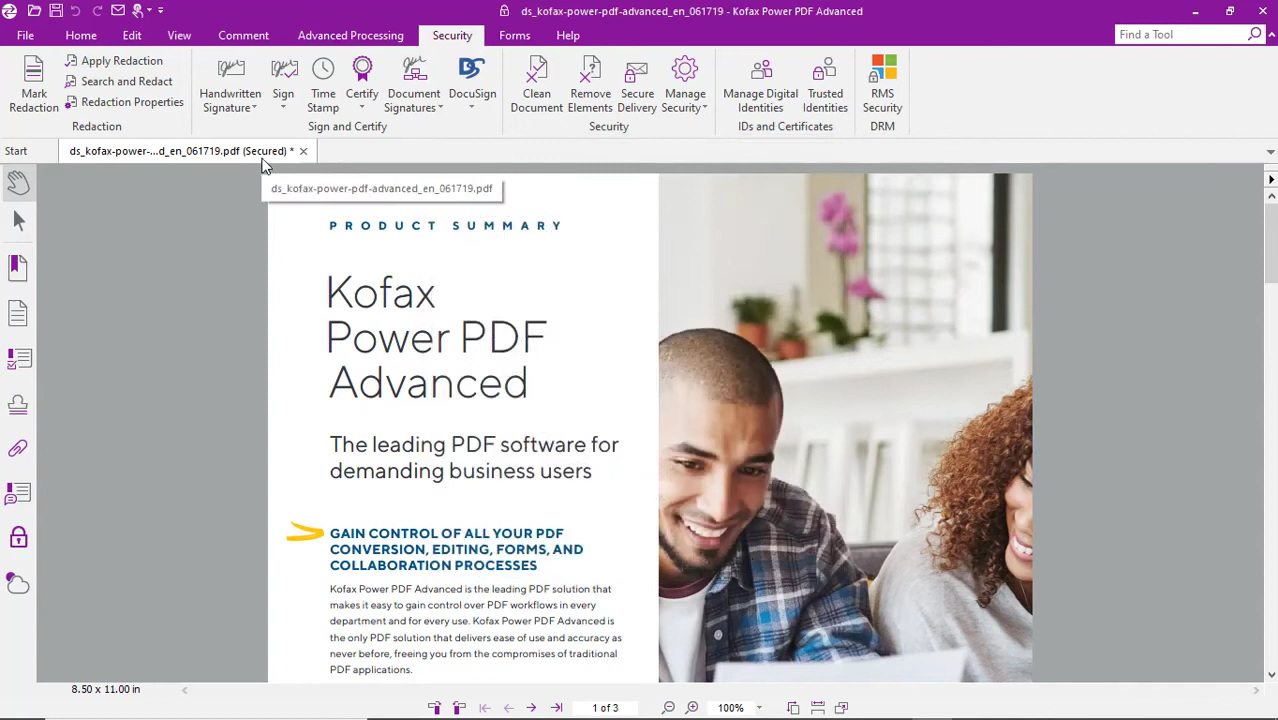 ds_kofax-power-pdf-advanced_en_061719 - Kofax Power PDF Advanced
File Home Edit View Comment Advanced Processing Security Forms Help
Find a Tool
Mark Redaction
Apply Redaction
Search and Redact
Redaction Properties
Redaction
Handwritten Signature
Sign
Time Stamp
Certify
Document Signatures
DocuSign
Sign and Certify
Clean Document
Remove Elements
Secure Delivery
Manage Security
Security
Manage Digital Identities
Trusted Identities
IDs and Certificates
RMS Security
DRM
Start
ds_kofax-power-...d_en_061719.pdf (Secured) *
ds_kofax-power-pdf-advanced_en_061719.pdf
PRODUCT SUMMARY
Kofax
Power PDF
Advanced
The leading PDF software for
demanding business users
GAIN CONTROL OF ALL YOUR PDF
CONVERSION, EDITING, FORMS, AND
COLLABORATION PROCESSES
Kofax Power PDF Advanced is the leading PDF solution that
makes it easy to gain control over PDF workflows in every
department and for every use. Kofax Power PDF Advanced is
the only PDF solution that delivers ease of use and accuracy as
never before, freeing you from the compromises of traditional
PDF applications.
8.50 x 11.00 in
1 of 3
100%